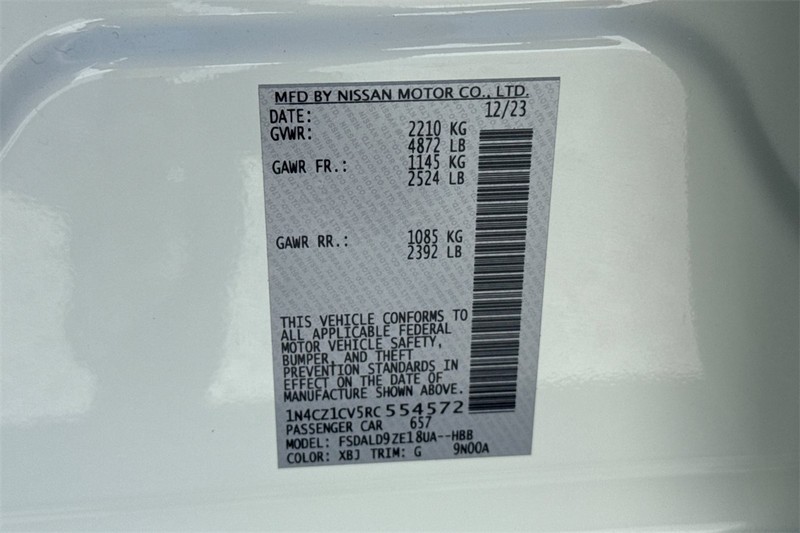 MFD BY NISSAN MOTOR CO., LTD.
DATE: 12/23
GVWR: 2210 KG
4872 LB
GAWR FR.: 1145 KG
2524 LB
GAWR RR.: 1085 KG
2392 LB
THIS VEHICLE CONFORMS TO
ALL APPLICABLE FEDERAL
MOTOR VEHICLE SAFETY,
BUMPER, AND THEFT
PREVENTION STANDARDS IN
EFFECT ON THE DATE OF
MANUFACTURE SHOWN ABOVE.
1N4CZ1CV5RC554572
PASSENGER CAR 657
MODEL: FSDALD9ZE18UA--HBB
COLOR: XBJ TRIM: G 9N00A